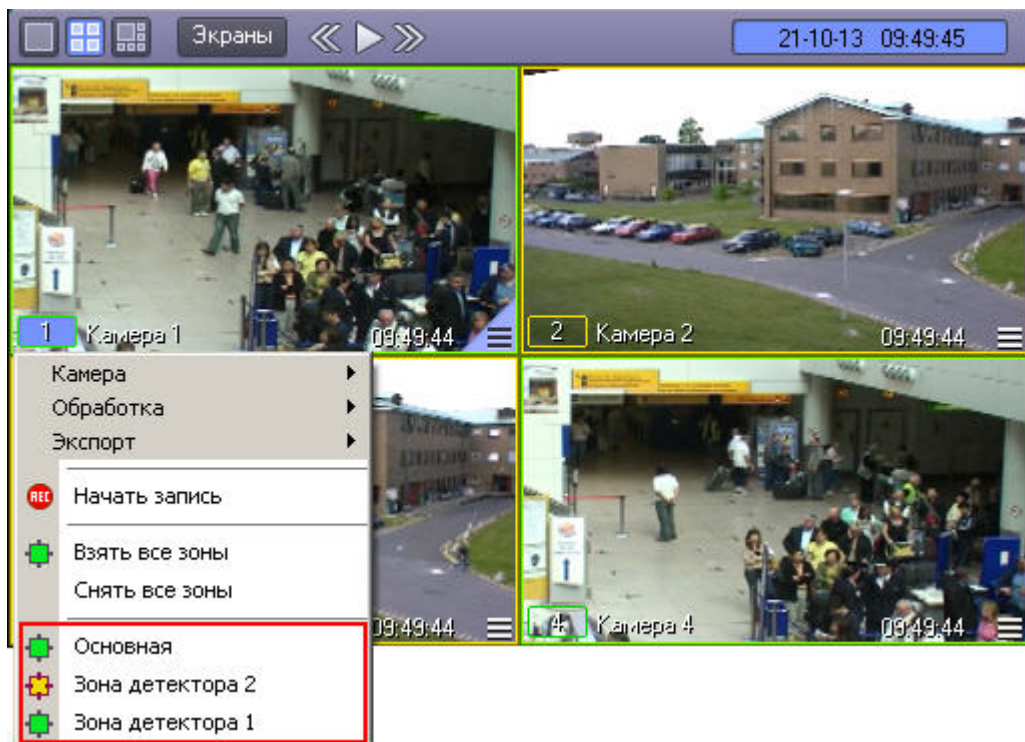 Экраны
21-10-13 09:49:45
1 Камера 1 09:49:44
2 Камера 2 09:49:44
Камера
Обработка
Экспорт
REC Начать запись
Взять все зоны
Снять все зоны
09:49:44
4 Камера 4 09:49:44
Основная
Зона детектора 2
Зона детектора 1